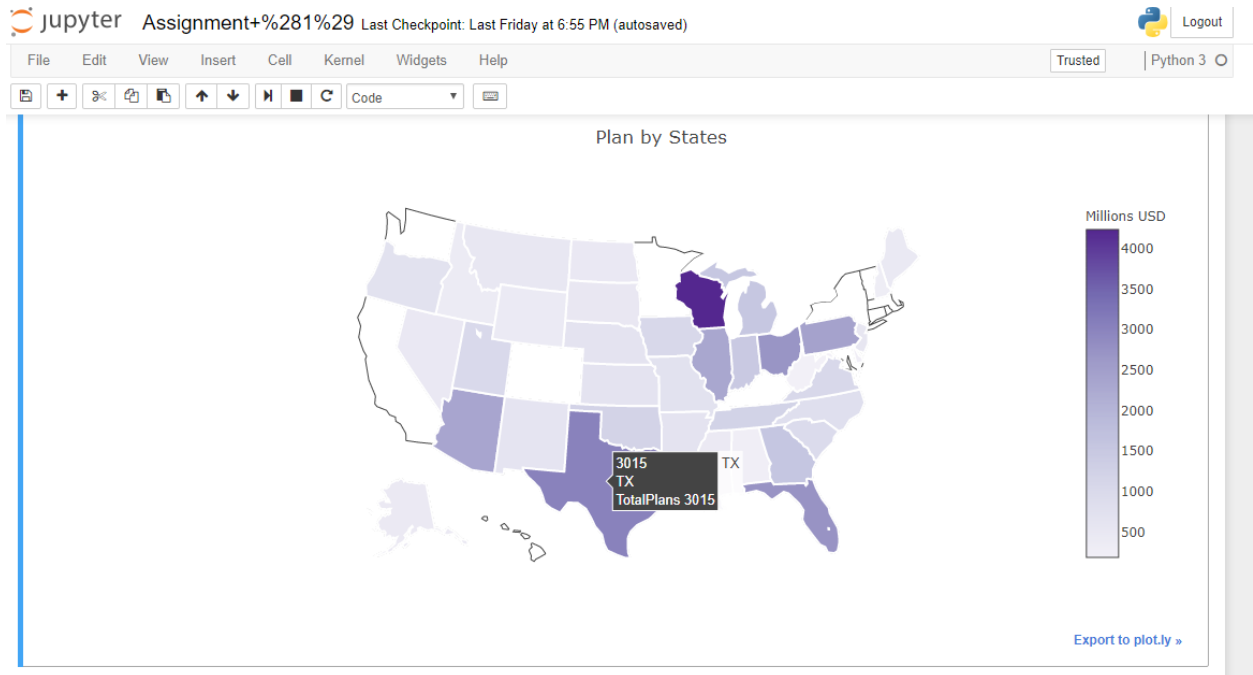 jupyter Assignment+%281%29 Last Checkpoint: Last Friday at 6:55 PM (autosaved) Logout
File Edit View Insert Cell Kernel Widgets Help Trusted Python 3
Code
Plan by States
Millions USD
4000
3500
3000
2500
2000
1500
1000
500
3015 TX
TX
TotalPlans 3015
Export to plot.ly »